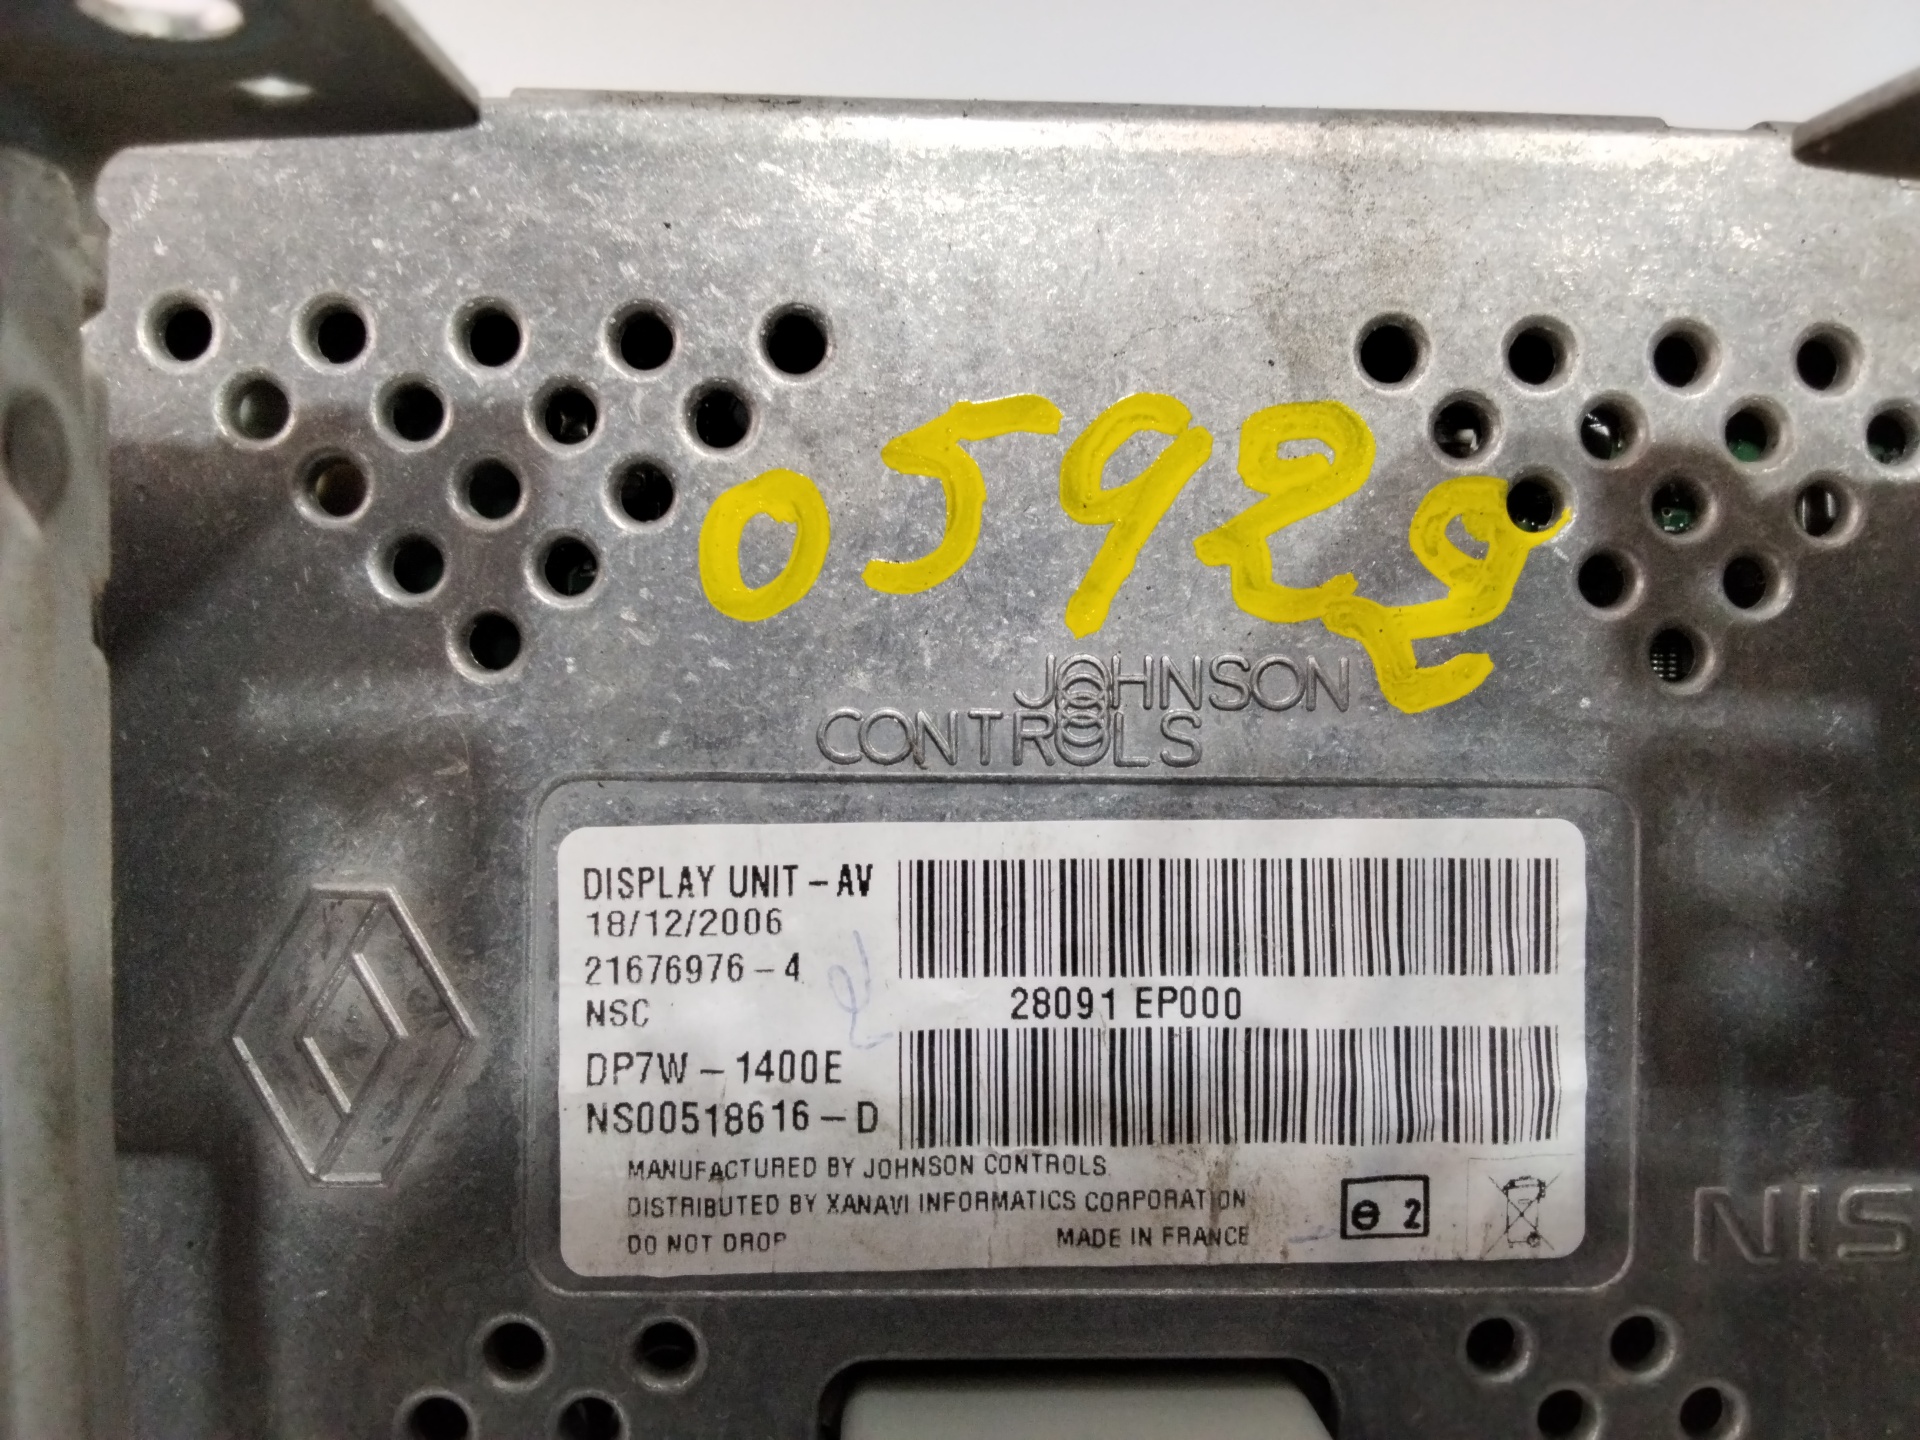 JOHNSON
CONTROLS
DISPLAY UNIT - AV
18/12/2006
21676976 - 4
NSC
28091 EP000
DP7W - 1400E
NS00518616 - D
MANUFACTURED BY JOHNSON CONTROLS
DISTRIBUTED BY XANAVI INFORMATICS CORPORATION
DO NOT DROP
MADE IN FRANCE
2
NIS